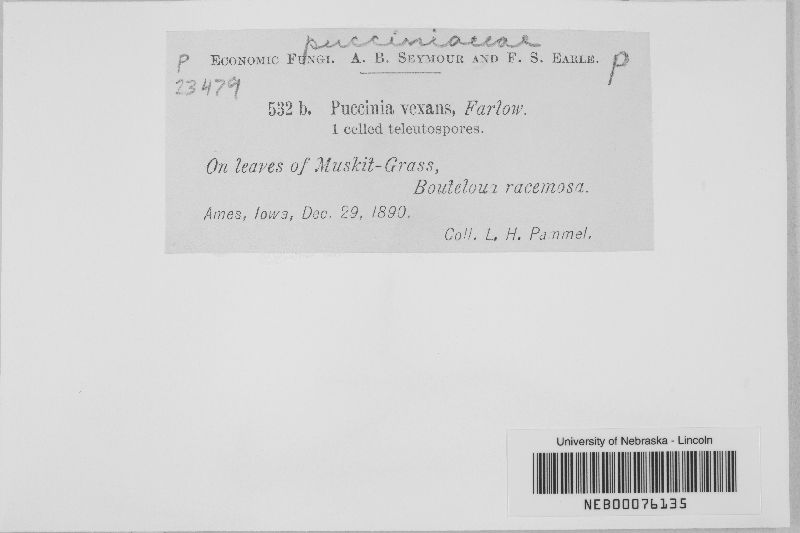 pucciniaceae
P Economic Fungi. A. B. Seymour and F. S. Earle. P
23479
532 b. Puccinia vexans, Farlow.
1 celled teleutospores.
On leaves of Muskit-Grass,
Bouteloua racemosa.
Ames, Iowa, Dec. 29, 1890.
Coll. L. H. Pammel.
University of Nebraska - Lincoln
NEB00076135